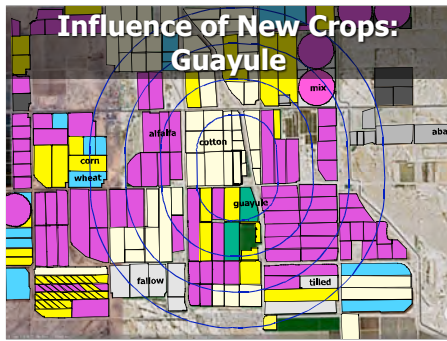 Influence of New Crops:
Guayule
mix
alfalfa
cotton
aba
corn
wheat
guayule
fallow
tilled